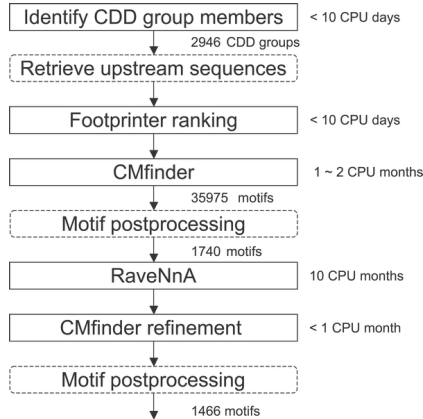 Identify CDD group members < 10 CPU days
2946 CDD groups
Retrieve upstream sequences
Footprinter ranking < 10 CPU days
CMfinder 1 ~ 2 CPU months
35975 motifs
Motif postprocessing
1740 motifs
RaveNnA 10 CPU months
CMfinder refinement < 1 CPU month
Motif postprocessing
1466 motifs